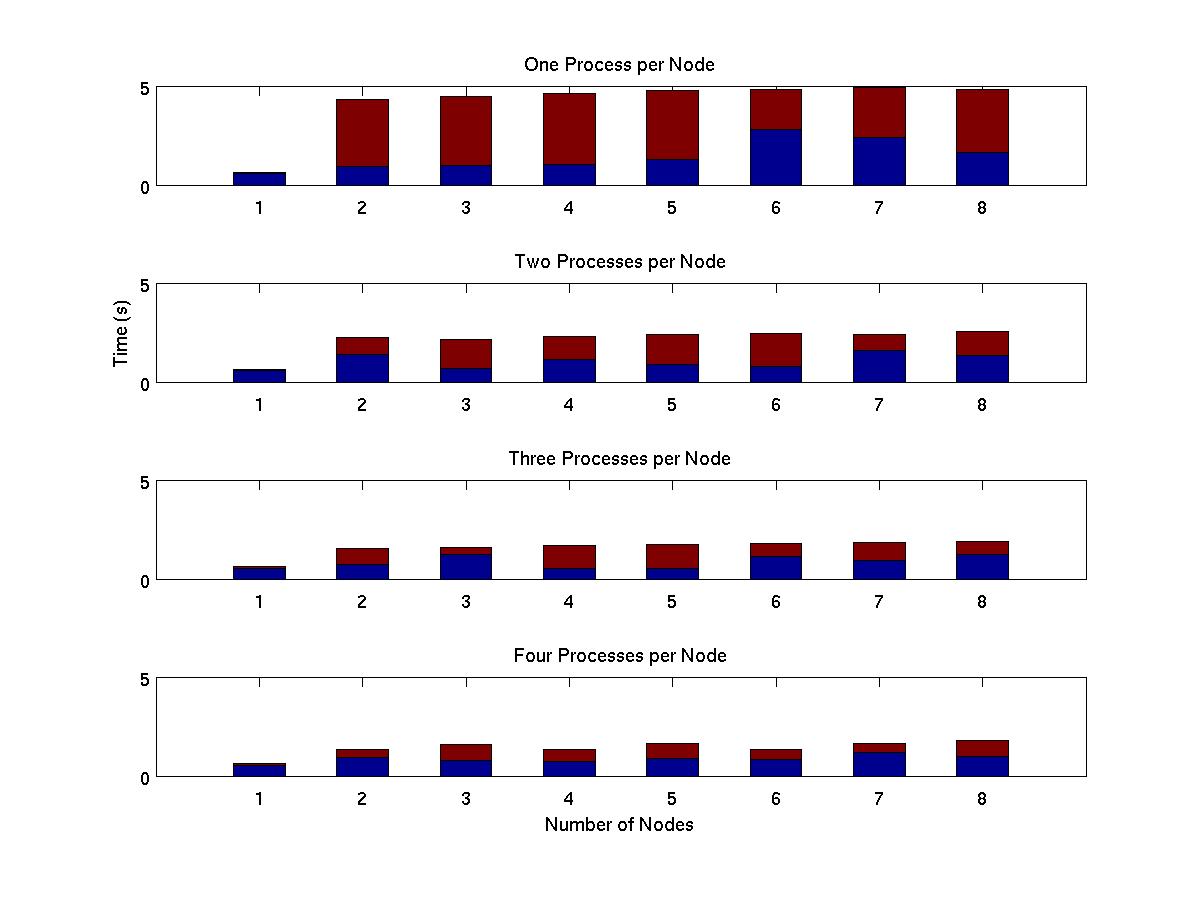 One Process per Node
5
0
1 2 3 4 5 6 7 8
Two Processes per Node
5
Time (s)
0
1 2 3 4 5 6 7 8
Three Processes per Node
5
0
1 2 3 4 5 6 7 8
Four Processes per Node
5
0
1 2 3 4 5 6 7 8
Number of Nodes